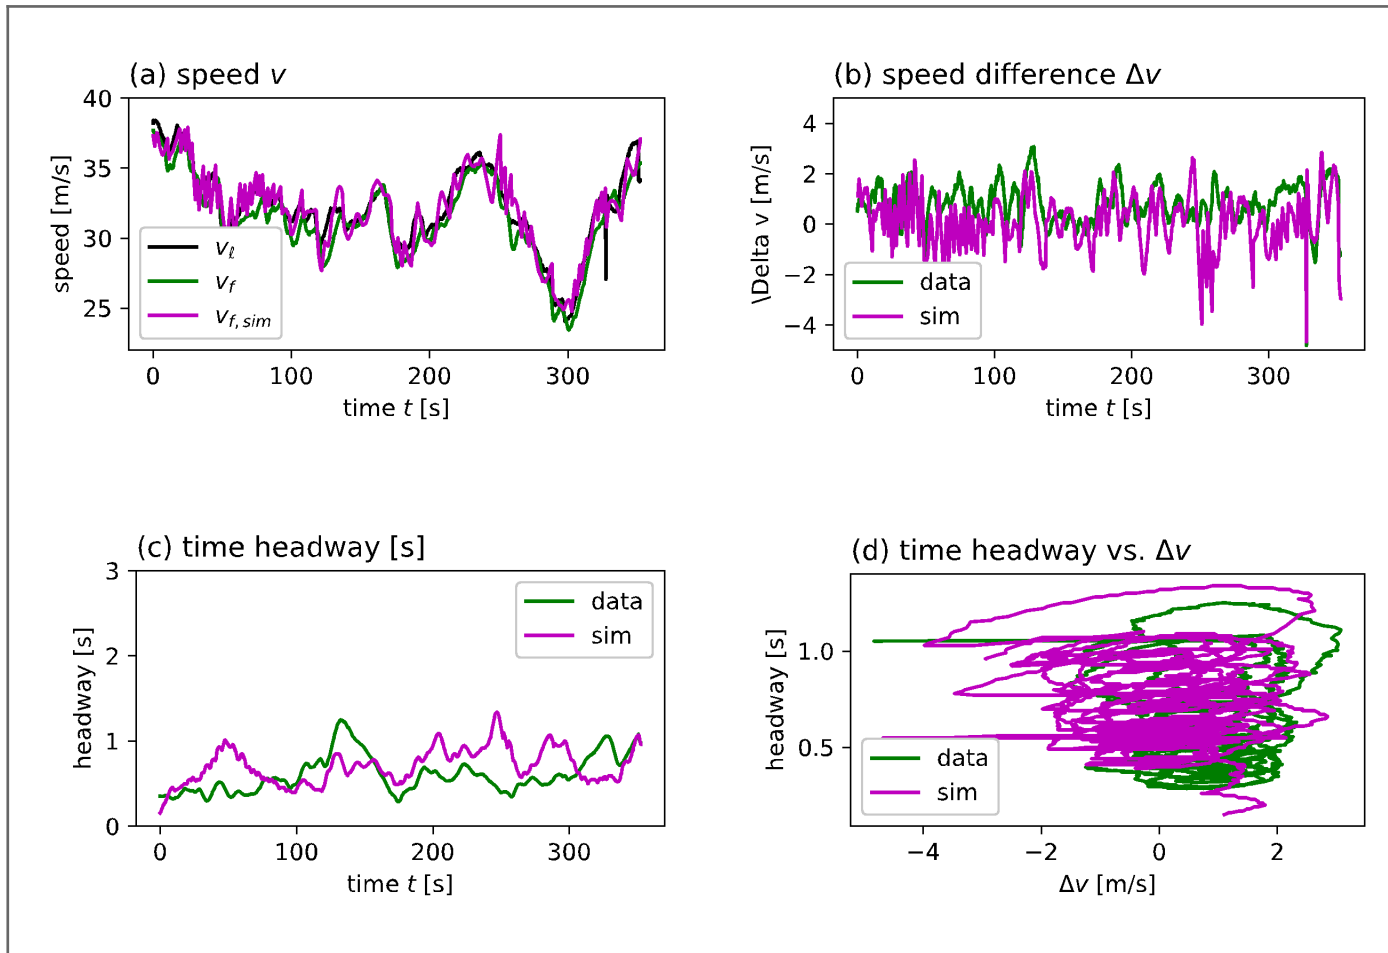 (a) speed v
40
35
30
25
speed [m/s]
vℓ
vf
vf, sim
0
100
200
300
time t [s]
(b) speed difference Δv
4
2
0
−2
−4
\Delta v [m/s]
data
sim
0
100
200
300
time t [s]
(c) time headway [s]
3
2
1
0
headway [s]
data
sim
0
100
200
300
time t [s]
(d) time headway vs. Δv
1.0
0.5
headway [s]
data
sim
−4
−2
0
2
Δv [m/s]